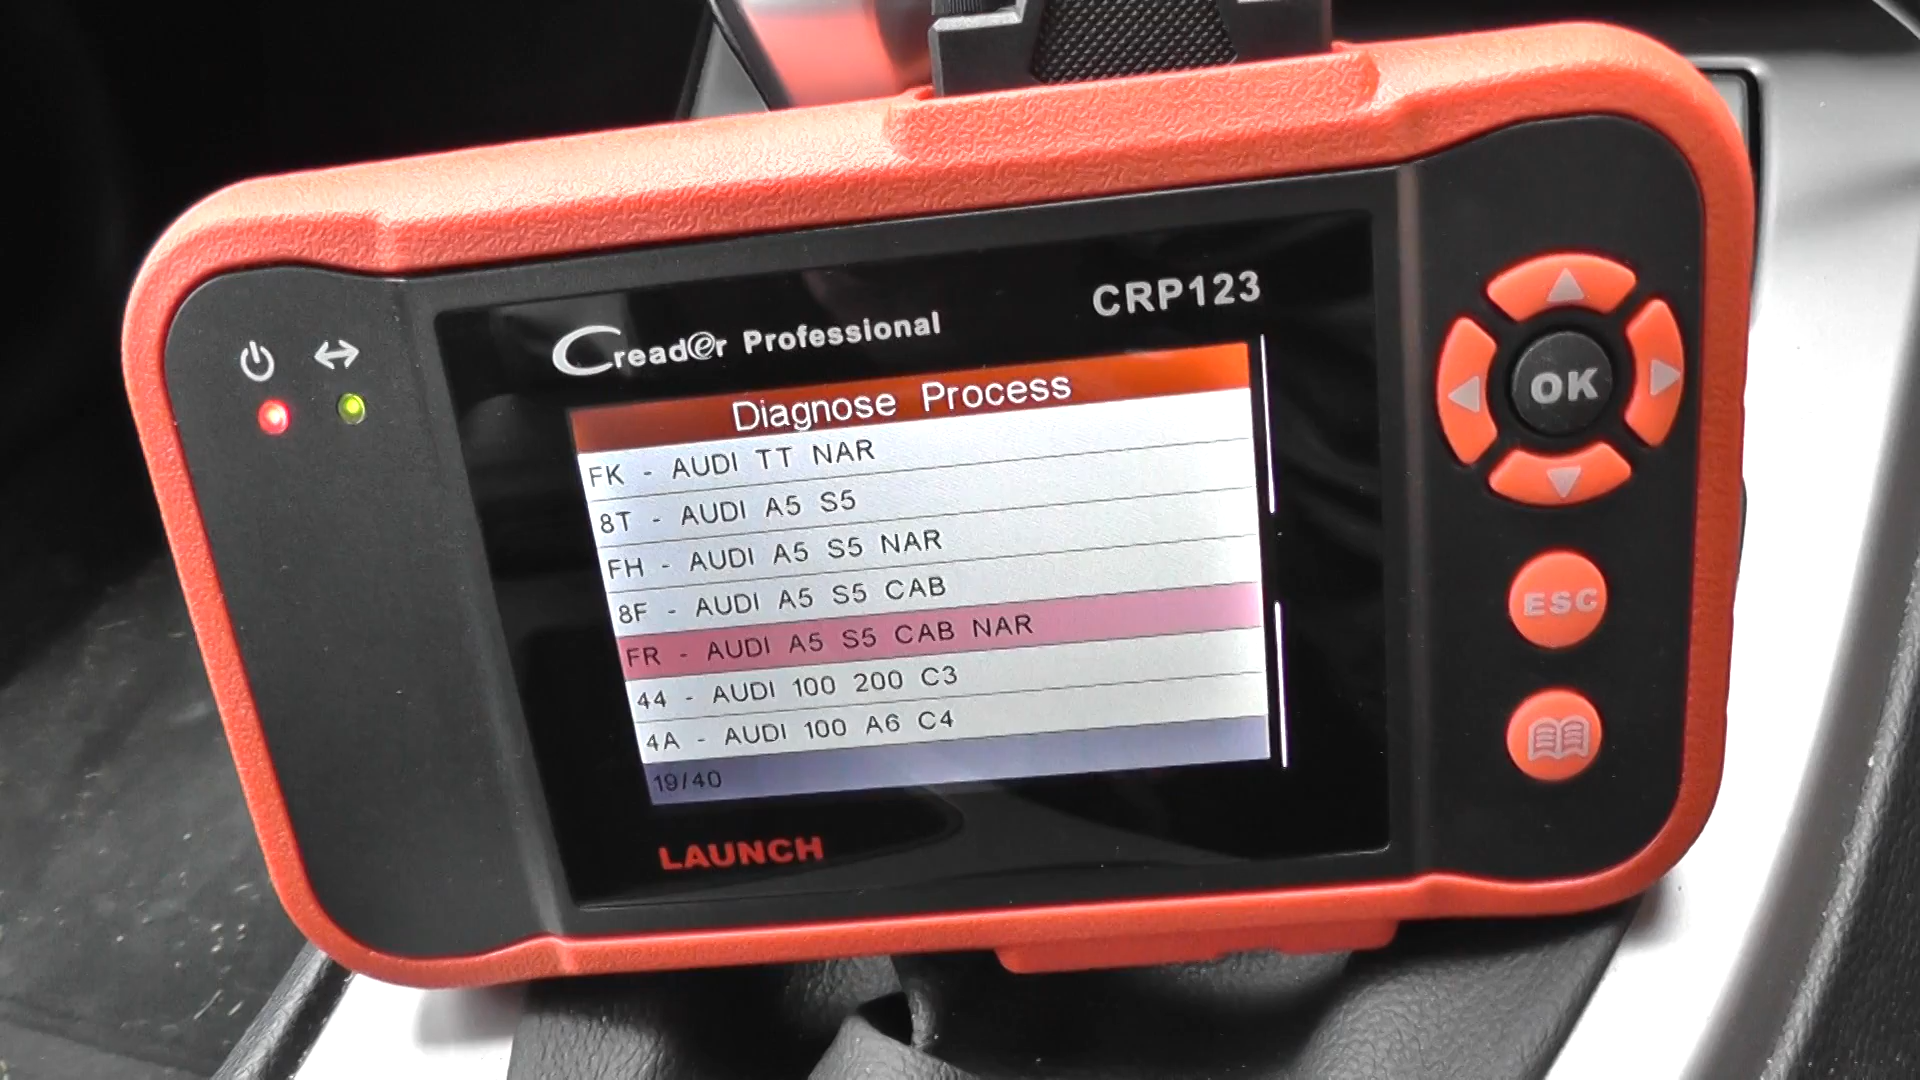 CRP123
Creader Professional
Diagnose Process
FK - AUDI TT NAR
8T - AUDI A5 S5
FH - AUDI A5 S5 NAR
8F - AUDI A5 S5 CAB
FR - AUDI A5 S5 CAB NAR
44 - AUDI 100 200 C3
4A - AUDI 100 A6 C4
19/40
LAUNCH
OK
ESC